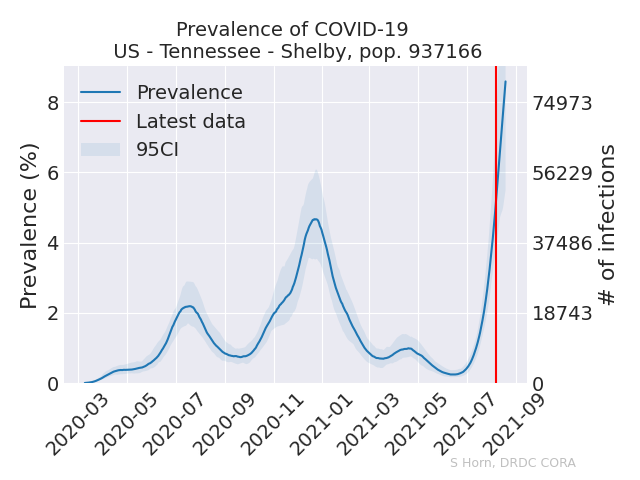 Prevalence of COVID-19
US - Tennessee - Shelby, pop. 937166
Prevalence
Latest data
95CI
Prevalence (%)
8
6
4
2
0
74973
56229
37486
18743
0
# of infections
2020-03
2020-05
2020-07
2020-09
2020-11
2021-01
2021-03
2021-05
2021-07
2021-09
S Horn, DRDC CORA